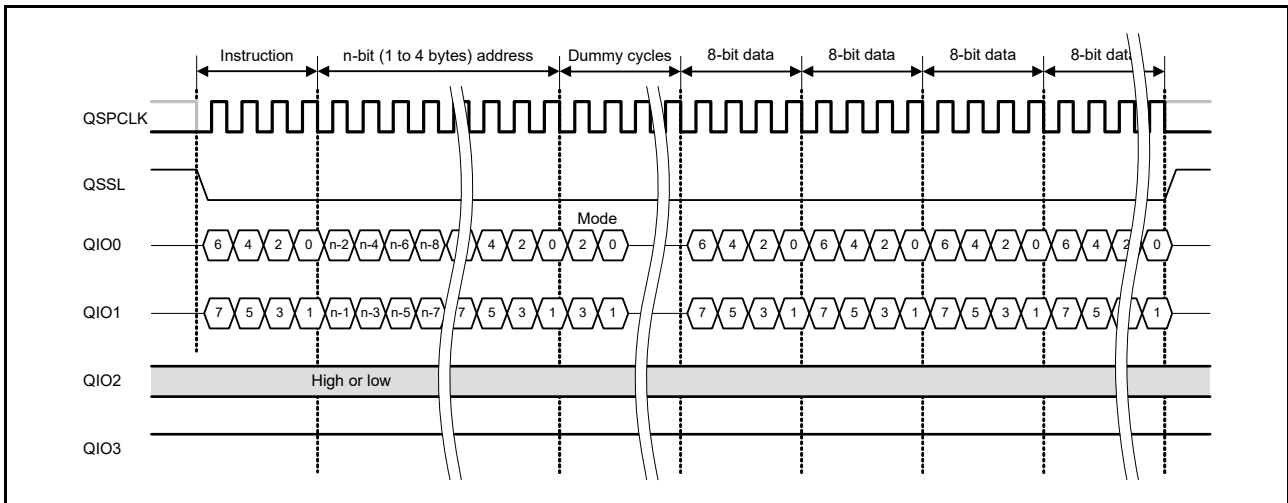 Instruction n-bit (1 to 4 bytes) address Dummy cycles 8-bit data 8-bit data 8-bit data 8-bit data
QSPCLK
QSSL
Mode
QIO0 6 4 2 0 n-2 n-4 n-6 n-8 4 2 0 2 0 6 4 2 0 6 4 2 0 6 4 2 0 6 4 2 0
QIO1 7 5 3 1 n-1 n-3 n-5 n-7 7 5 3 1 3 1 7 5 3 1 7 5 3 1 7 5 3 1 7 5 1
QIO2 High or low
QIO3